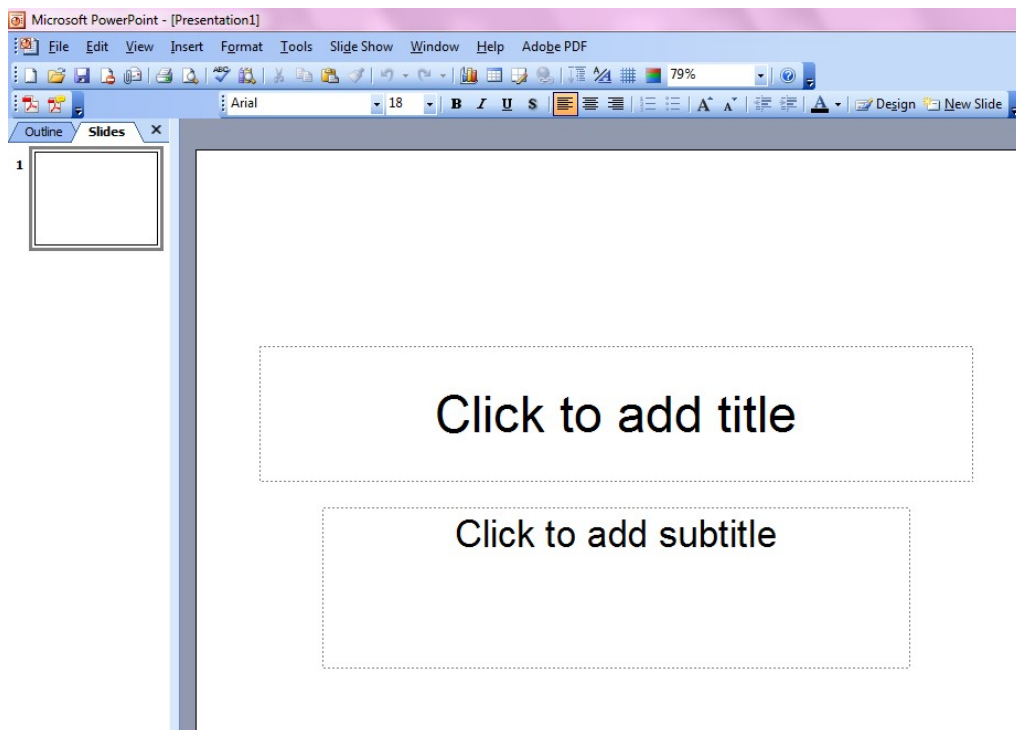 Microsoft PowerPoint - [Presentation1]
File Edit View Insert Format Tools Slide Show Window Help Adobe PDF
79%
Arial 18 B I U S A A A Design New Slide
Outline Slides X
1
Click to add title
Click to add subtitle